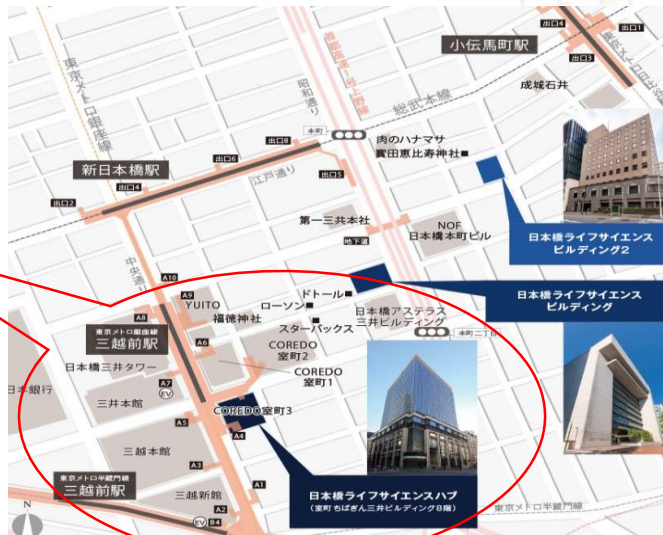 小伝馬町駅
出口4
出口1
出口3
東京メトロ日比谷線
成城石井
首都高速1号上野線
昭和通り
総武本線
本町
東京メトロ銀座線
新日本橋駅
出口8
出口6
出口4
出口2
出口5
江戸通り
肉のハナマサ
寳田恵比寿神社
第一三共本社
地下道
NOF
日本橋本町ビル
日本橋ライフサイエンス
ビルディング2
日本橋ライフサイエンス
ビルディング
中央通り
A10
A9
YUITO
A8
福徳神社
ドトール
ローソン
スターバックス
日本橋アステラス
三井ビルディング
本町二丁目
東京メトロ銀座線
三越前駅
A6
COREDO
室町2
COREDO
室町1
日本橋三井タワー
A7
EV
三井本館
日本銀行
COREDO室町3
A5
A4
三越本館
A3
A1
東京メトロ半蔵門線
三越前駅
三越新館
A2
EV
B4
日本橋ライフサイエンスハブ
(室町ちばぎん三井ビルディング8階)
東京メトロ半蔵門線
N